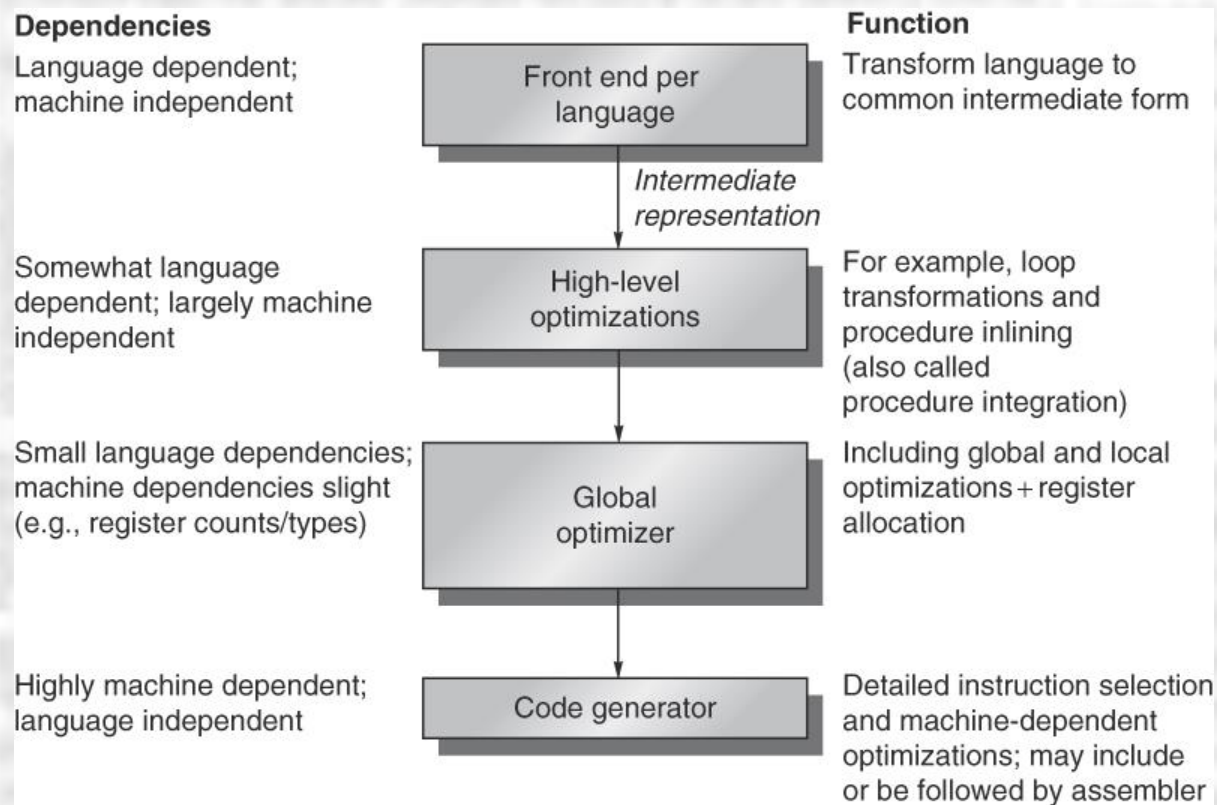 Dependencies
Function
Language dependent;
machine independent
Front end per
language
Transform language to
common intermediate form
Intermediate
representation
Somewhat language
dependent; largely machine
independent
High-level
optimizations
For example, loop
transformations and
procedure inlining
(also called
procedure integration)
Small language dependencies;
machine dependencies slight
(e.g., register counts/types)
Global
optimizer
Including global and local
optimizations + register
allocation
Highly machine dependent;
language independent
Code generator
Detailed instruction selection
and machine-dependent
optimizations; may include
or be followed by assembler